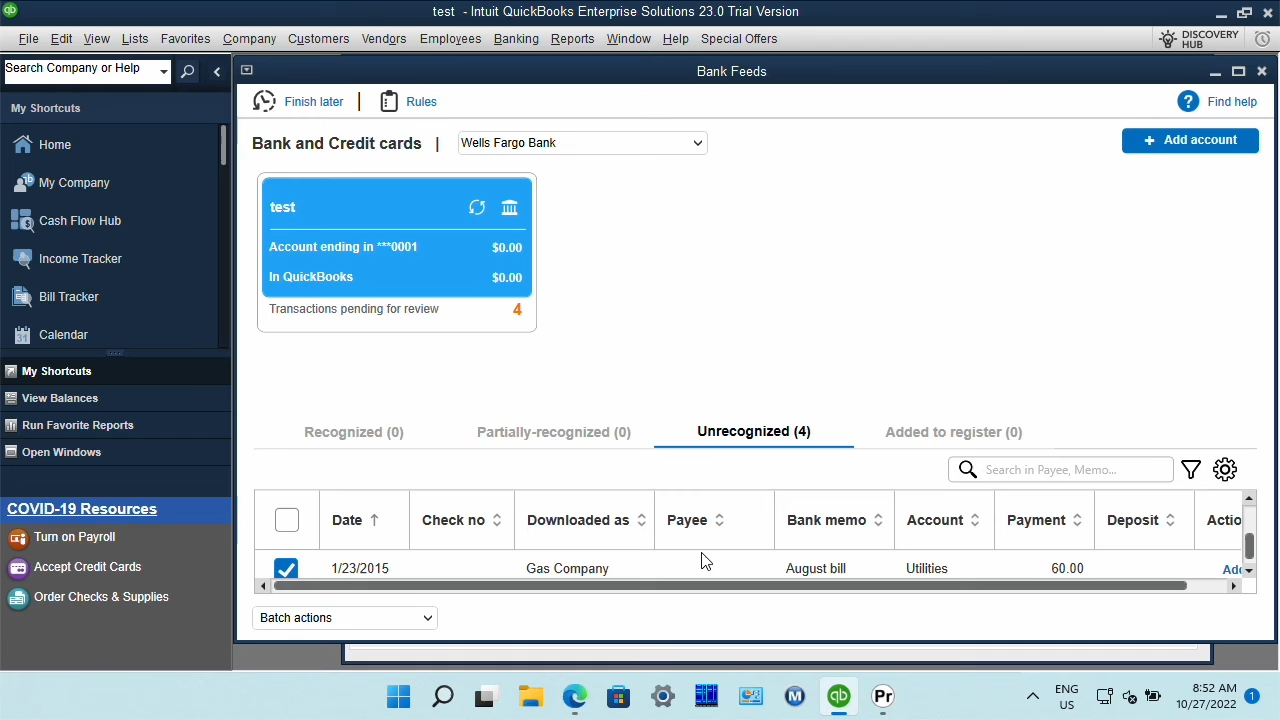 test - Intuit QuickBooks Enterprise Solutions 23.0 Trial Version
File Edit View Lists Favorites Company Customers Vendors Employees Banking Reports Window Help Special Offers
DISCOVERY
HUB
Search Company or Help
Bank Feeds
My Shortcuts
Home
My Company
Cash Flow Hub
Income Tracker
Bill Tracker
Calendar
31
My Shortcuts
View Balances
Run Favorite Reports
Open Windows
COVID-19 Resources
Turn on Payroll
Accept Credit Cards
Order Checks & Supplies
Finish later | Rules
Find help
Bank and Credit cards | Wells Fargo Bank
+ Add account
test
Account ending in ***0001 $0.00
In QuickBooks $0.00
Transactions pending for review 4
Recognized (0) Partially-recognized (0) Unrecognized (4) Added to register (0)
Search in Payee, Memo...
Date Check no Downloaded as Payee Bank memo Account Payment Deposit Actio
1/23/2015 Gas Company August bill Utilities 60.00 Add
Batch actions
qb
Pr
ENG
US
8:52 AM
10/27/2022
1